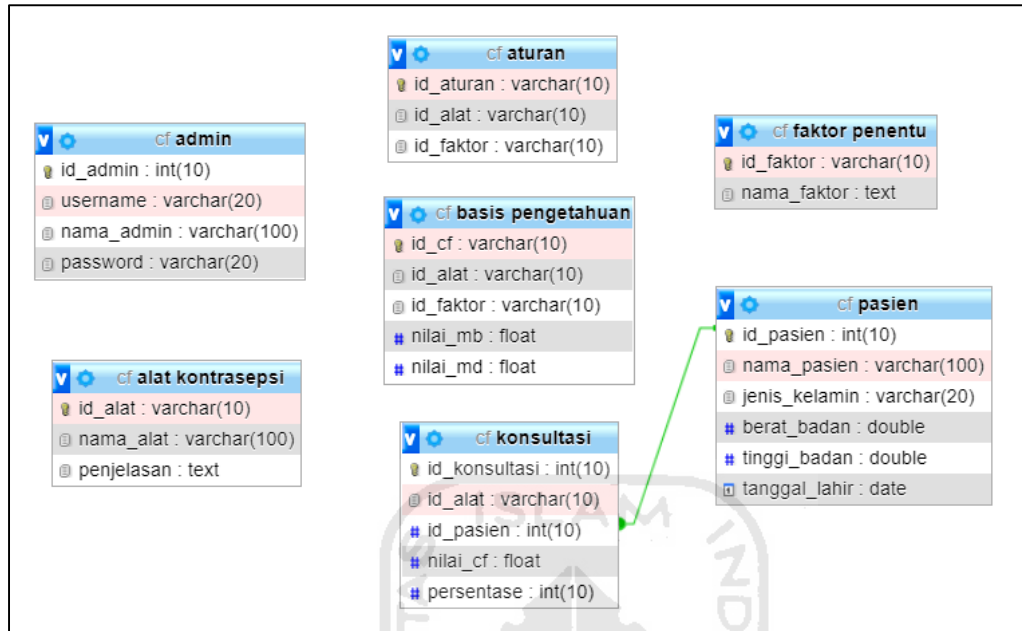 cf aturan
id_aturan : varchar(10)
id_alat : varchar(10)
id_faktor : varchar(10)
cf admin
id_admin : int(10)
username : varchar(20)
nama_admin : varchar(100)
password : varchar(20)
cf faktor penentu
id_faktor : varchar(10)
nama_faktor : text
cf basis pengetahuan
id_cf : varchar(10)
id_alat : varchar(10)
id_faktor : varchar(10)
# nilai_mb : float
# nilai_md : float
cf pasien
id_pasien : int(10)
nama_pasien : varchar(100)
jenis_kelamin : varchar(20)
# berat_badan : double
# tinggi_badan : double
tanggal_lahir : date
cf alat kontrasepsi
id_alat : varchar(10)
nama_alat : varchar(100)
penjelasan : text
cf konsultasi
id_konsultasi : int(10)
id_alat : varchar(10)
# id_pasien : int(10)
# nilai_cf : float
# persentase : int(10)
ISLAM